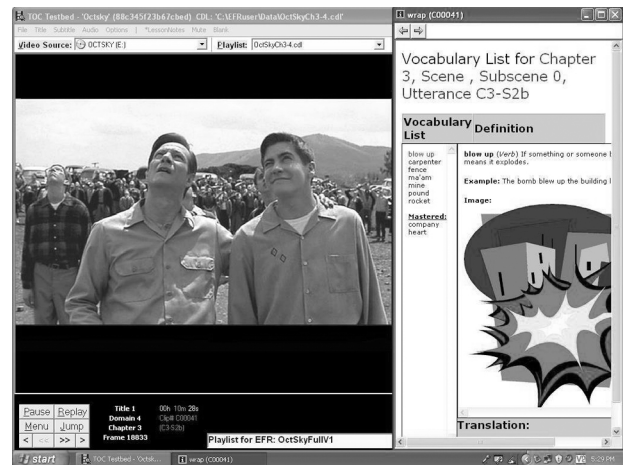 TOC Testbed - 'Octsky' (88c345f23b67cbed) CDL: 'C:\EFRuser\Data\OctSkyCh3-4.cdl'
File Title Subtitle Audio Options | *LessonNotes Mute Blank
Video Source: OCTSKY (E:) Playlist: OctSkyCh3-4.cdl
Pause Replay
Menu Jump
< << >> >
Title 1 00h 10m 28s
Domain 4 Clip# C00041
Chapter 3 (C3-S2b)
Frame 18833
Playlist for EFR: OctSkyFullV1
wrap (C00041)
Vocabulary List for Chapter
3, Scene , Subscene 0,
Utterance C3-S2b
Vocabulary
List
Definition
blow up
carpenter
fence
ma'am
mine
pound
rocket
Mastered:
company
heart
blow up (Verb) If something or someone
means it explodes.
Example: The bomb blew up the building
Image:
Translation:
start TOC Testbed - 'Octsk... wrap (C00041) 5:29 PM